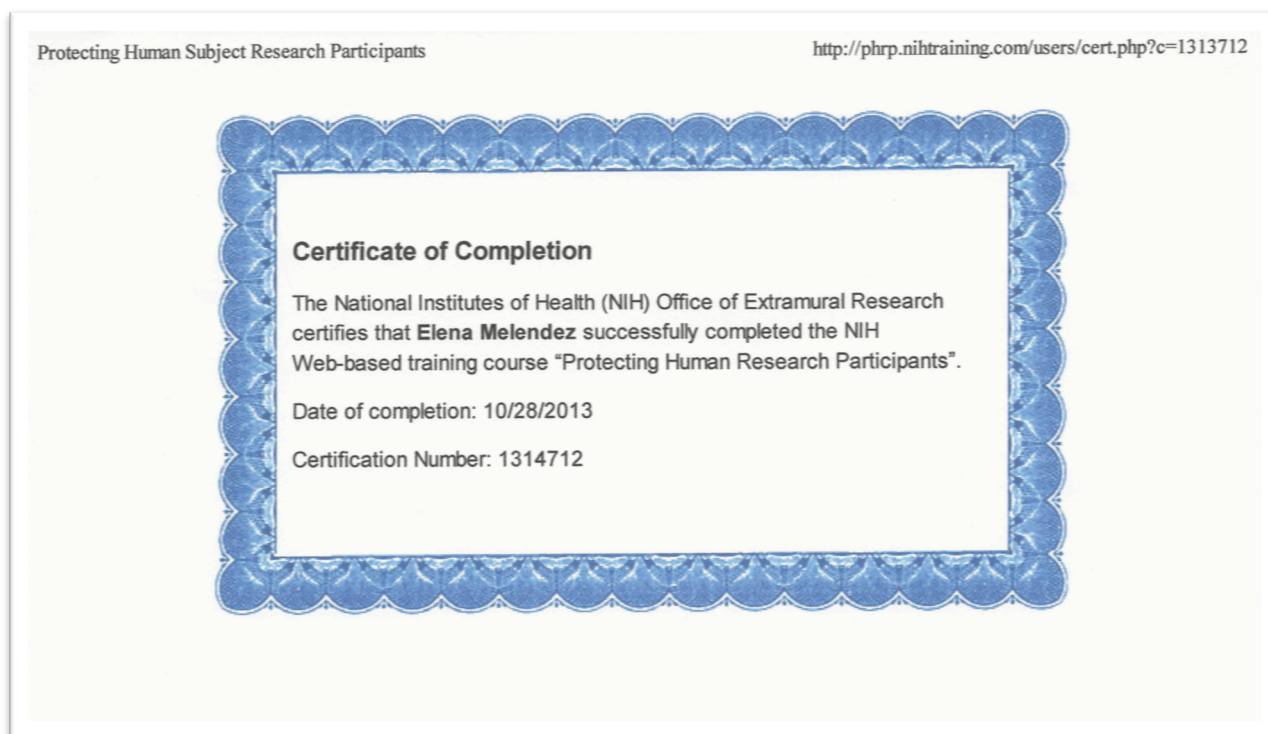 Protecting Human Subject Research Participants
http://phrp.nihtraining.com/users/cert.php?c=1313712
Certificate of Completion
The National Institutes of Health (NIH) Office of Extramural Research
certifies that Elena Melendez successfully completed the NIH
Web-based training course “Protecting Human Research Participants”.
Date of completion: 10/28/2013
Certification Number: 1314712